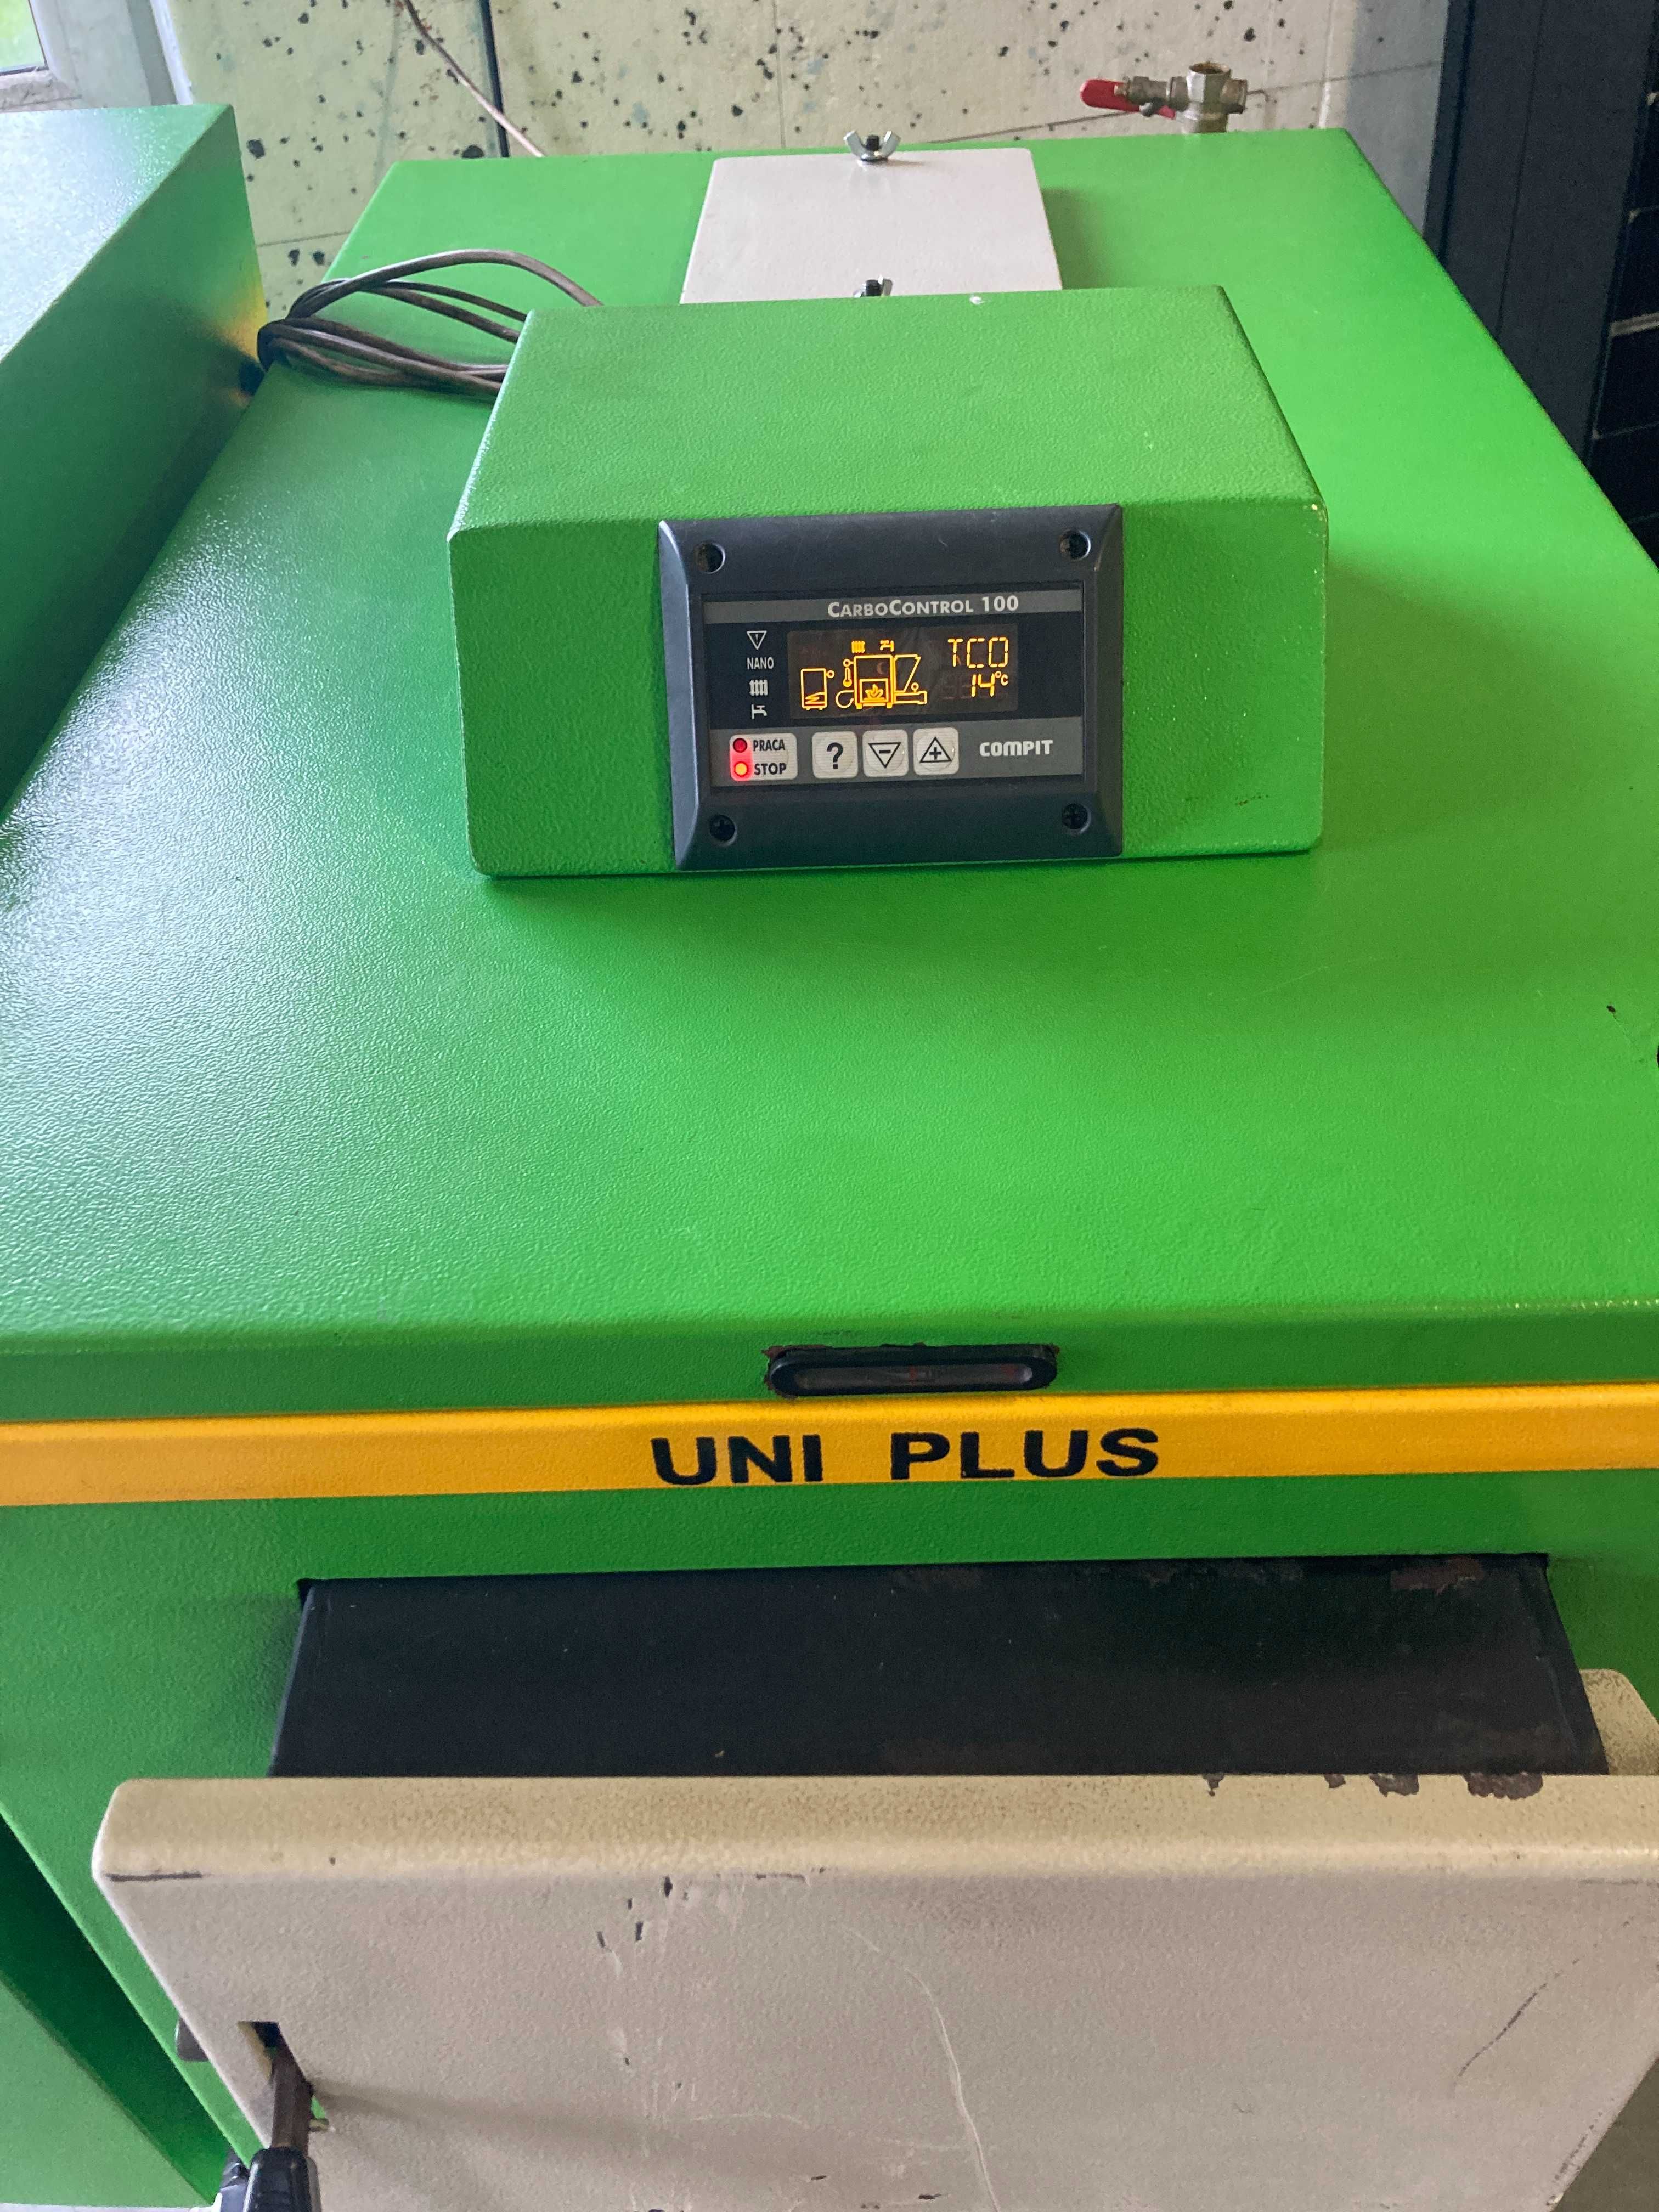 CARBOCONTROL 100
NANO
TCO
14°C
PRACA
STOP
?
COMPIT
UNI PLUS